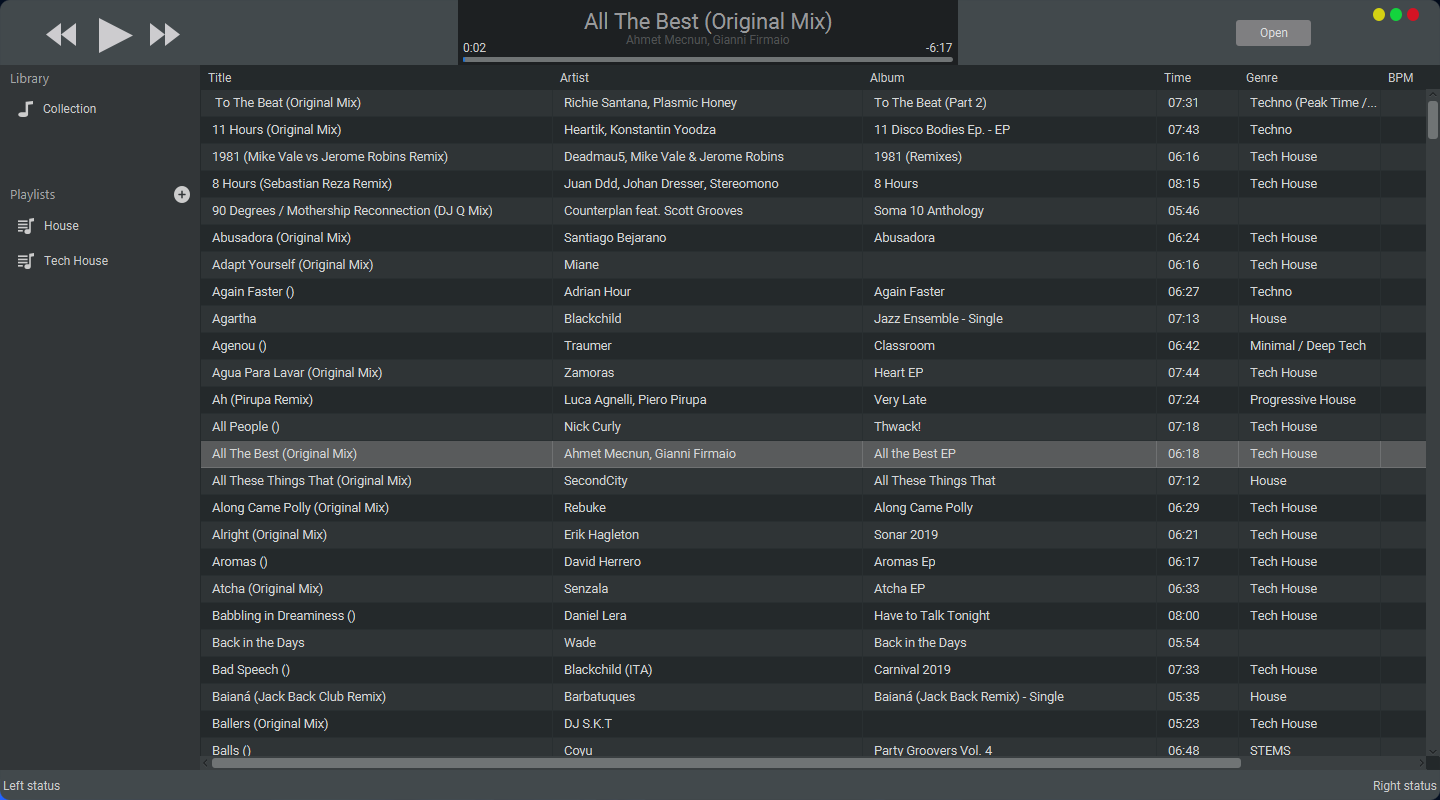 All The Best (Original Mix)
Ahmet Mecnun, Gianni Firmaio
0:02 -6:17
Open
Library
Collection
Playlists
House
Tech House
Title Artist Album Time Genre BPM
To The Beat (Original Mix) Richie Santana, Plasmic Honey To The Beat (Part 2) 07:31 Techno (Peak Time /...
11 Hours (Original Mix) Heartik, Konstantin Yoodza 11 Disco Bodies Ep. - EP 07:43 Techno
1981 (Mike Vale vs Jerome Robins Remix) Deadmau5, Mike Vale & Jerome Robins 1981 (Remixes) 06:16 Tech House
8 Hours (Sebastian Reza Remix) Juan Ddd, Johan Dresser, Stereomono 8 Hours 08:15 Tech House
90 Degrees / Mothership Reconnection (DJ Q Mix) Counterplan feat. Scott Grooves Soma 10 Anthology 05:46
Abusadora (Original Mix) Santiago Bejarano Abusadora 06:24 Tech House
Adapt Yourself (Original Mix) Miane 06:16 Tech House
Again Faster () Adrian Hour Again Faster 06:27 Techno
Agartha Blackchild Jazz Ensemble - Single 07:13 House
Agenou () Traumer Classroom 06:42 Minimal / Deep Tech
Agua Para Lavar (Original Mix) Zamoras Heart EP 07:44 Tech House
Ah (Pirupa Remix) Luca Agnelli, Piero Pirupa Very Late 07:24 Progressive House
All People () Nick Curly Thwack! 07:18 Tech House
All The Best (Original Mix) Ahmet Mecnun, Gianni Firmaio All the Best EP 06:18 Tech House
All These Things That (Original Mix) SecondCity All These Things That 07:12 House
Along Came Polly (Original Mix) Rebuke Along Came Polly 06:29 Tech House
Alright (Original Mix) Erik Hagleton Sonar 2019 06:21 Tech House
Aromas () David Herrero Aromas Ep 06:17 Tech House
Atcha (Original Mix) Senzala Atcha EP 06:33 Tech House
Babbling in Dreaminess () Daniel Lera Have to Talk Tonight 08:00 Tech House
Back in the Days Wade Back in the Days 05:54
Bad Speech () Blackchild (ITA) Carnival 2019 07:33 Tech House
Baianá (Jack Back Club Remix) Barbatuques Baianá (Jack Back Remix) - Single 05:35 House
Ballers (Original Mix) DJ S.K.T 05:23 Tech House
Balls () Coyu Party Groovers Vol. 4 06:48 STEMS
Left status Right status